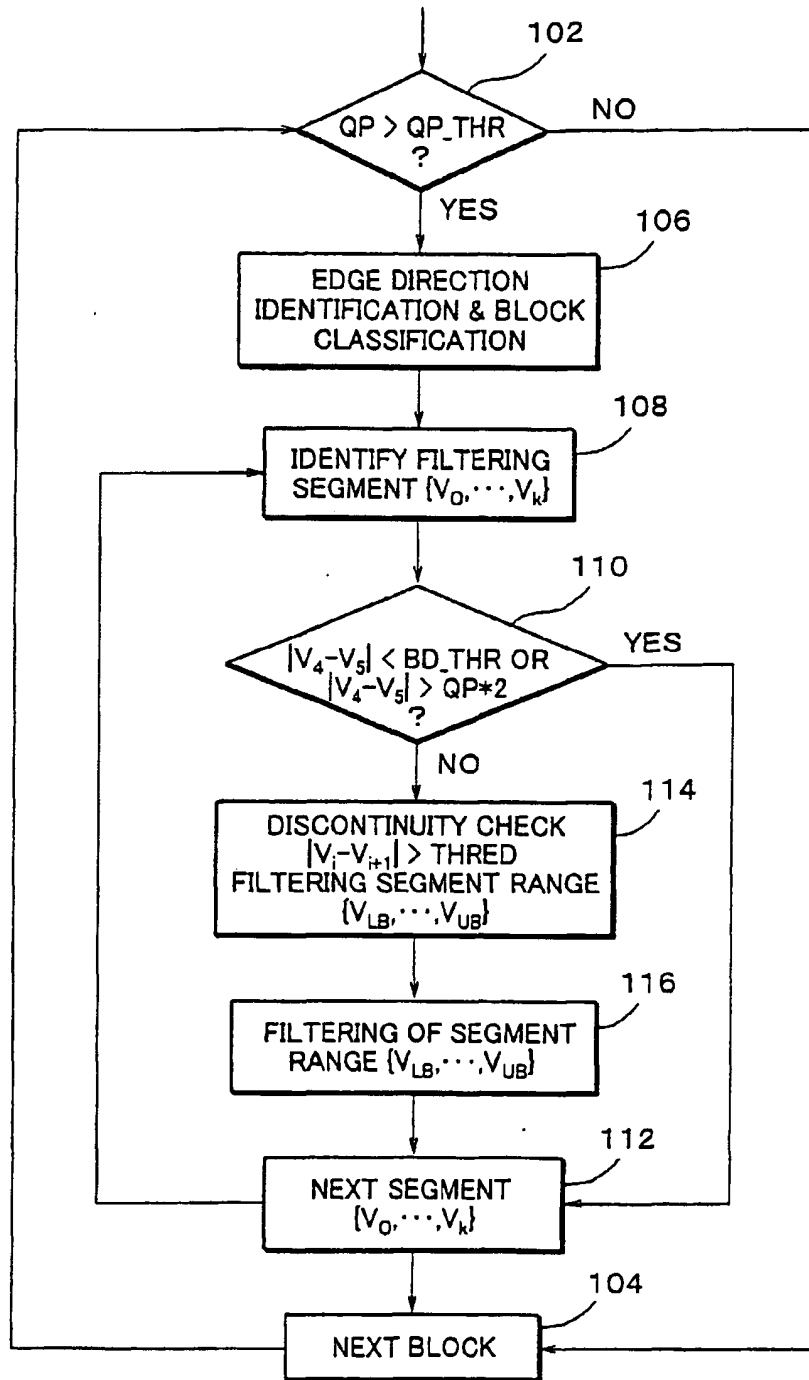 102
QP > QP_THR
?
NO
YES
106
EDGE DIRECTION
IDENTIFICATION & BLOCK
CLASSIFICATION
108
IDENTIFY FILTERING
SEGMENT {V0,···,Vk}
110
|V4-V5| < BD_THR OR
|V4-V5| > QP*2
?
YES
NO
114
DISCONTINUITY CHECK
|Vi-Vi+1| > THRED
FILTERING SEGMENT RANGE
{VLB,···,VUB}
116
FILTERING OF SEGMENT
RANGE {VLB,···,VUB}
112
NEXT SEGMENT
{V0,···,Vk}
104
NEXT BLOCK